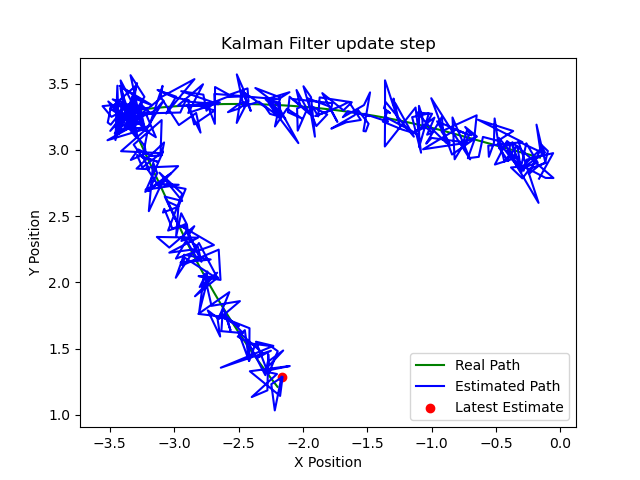 Kalman Filter update step
3.5
3.0
2.5
2.0
1.5
1.0
Y Position
−3.5 −3.0 −2.5 −2.0 −1.5 −1.0 −0.5 0.0
X Position
Real Path
Estimated Path
Latest Estimate